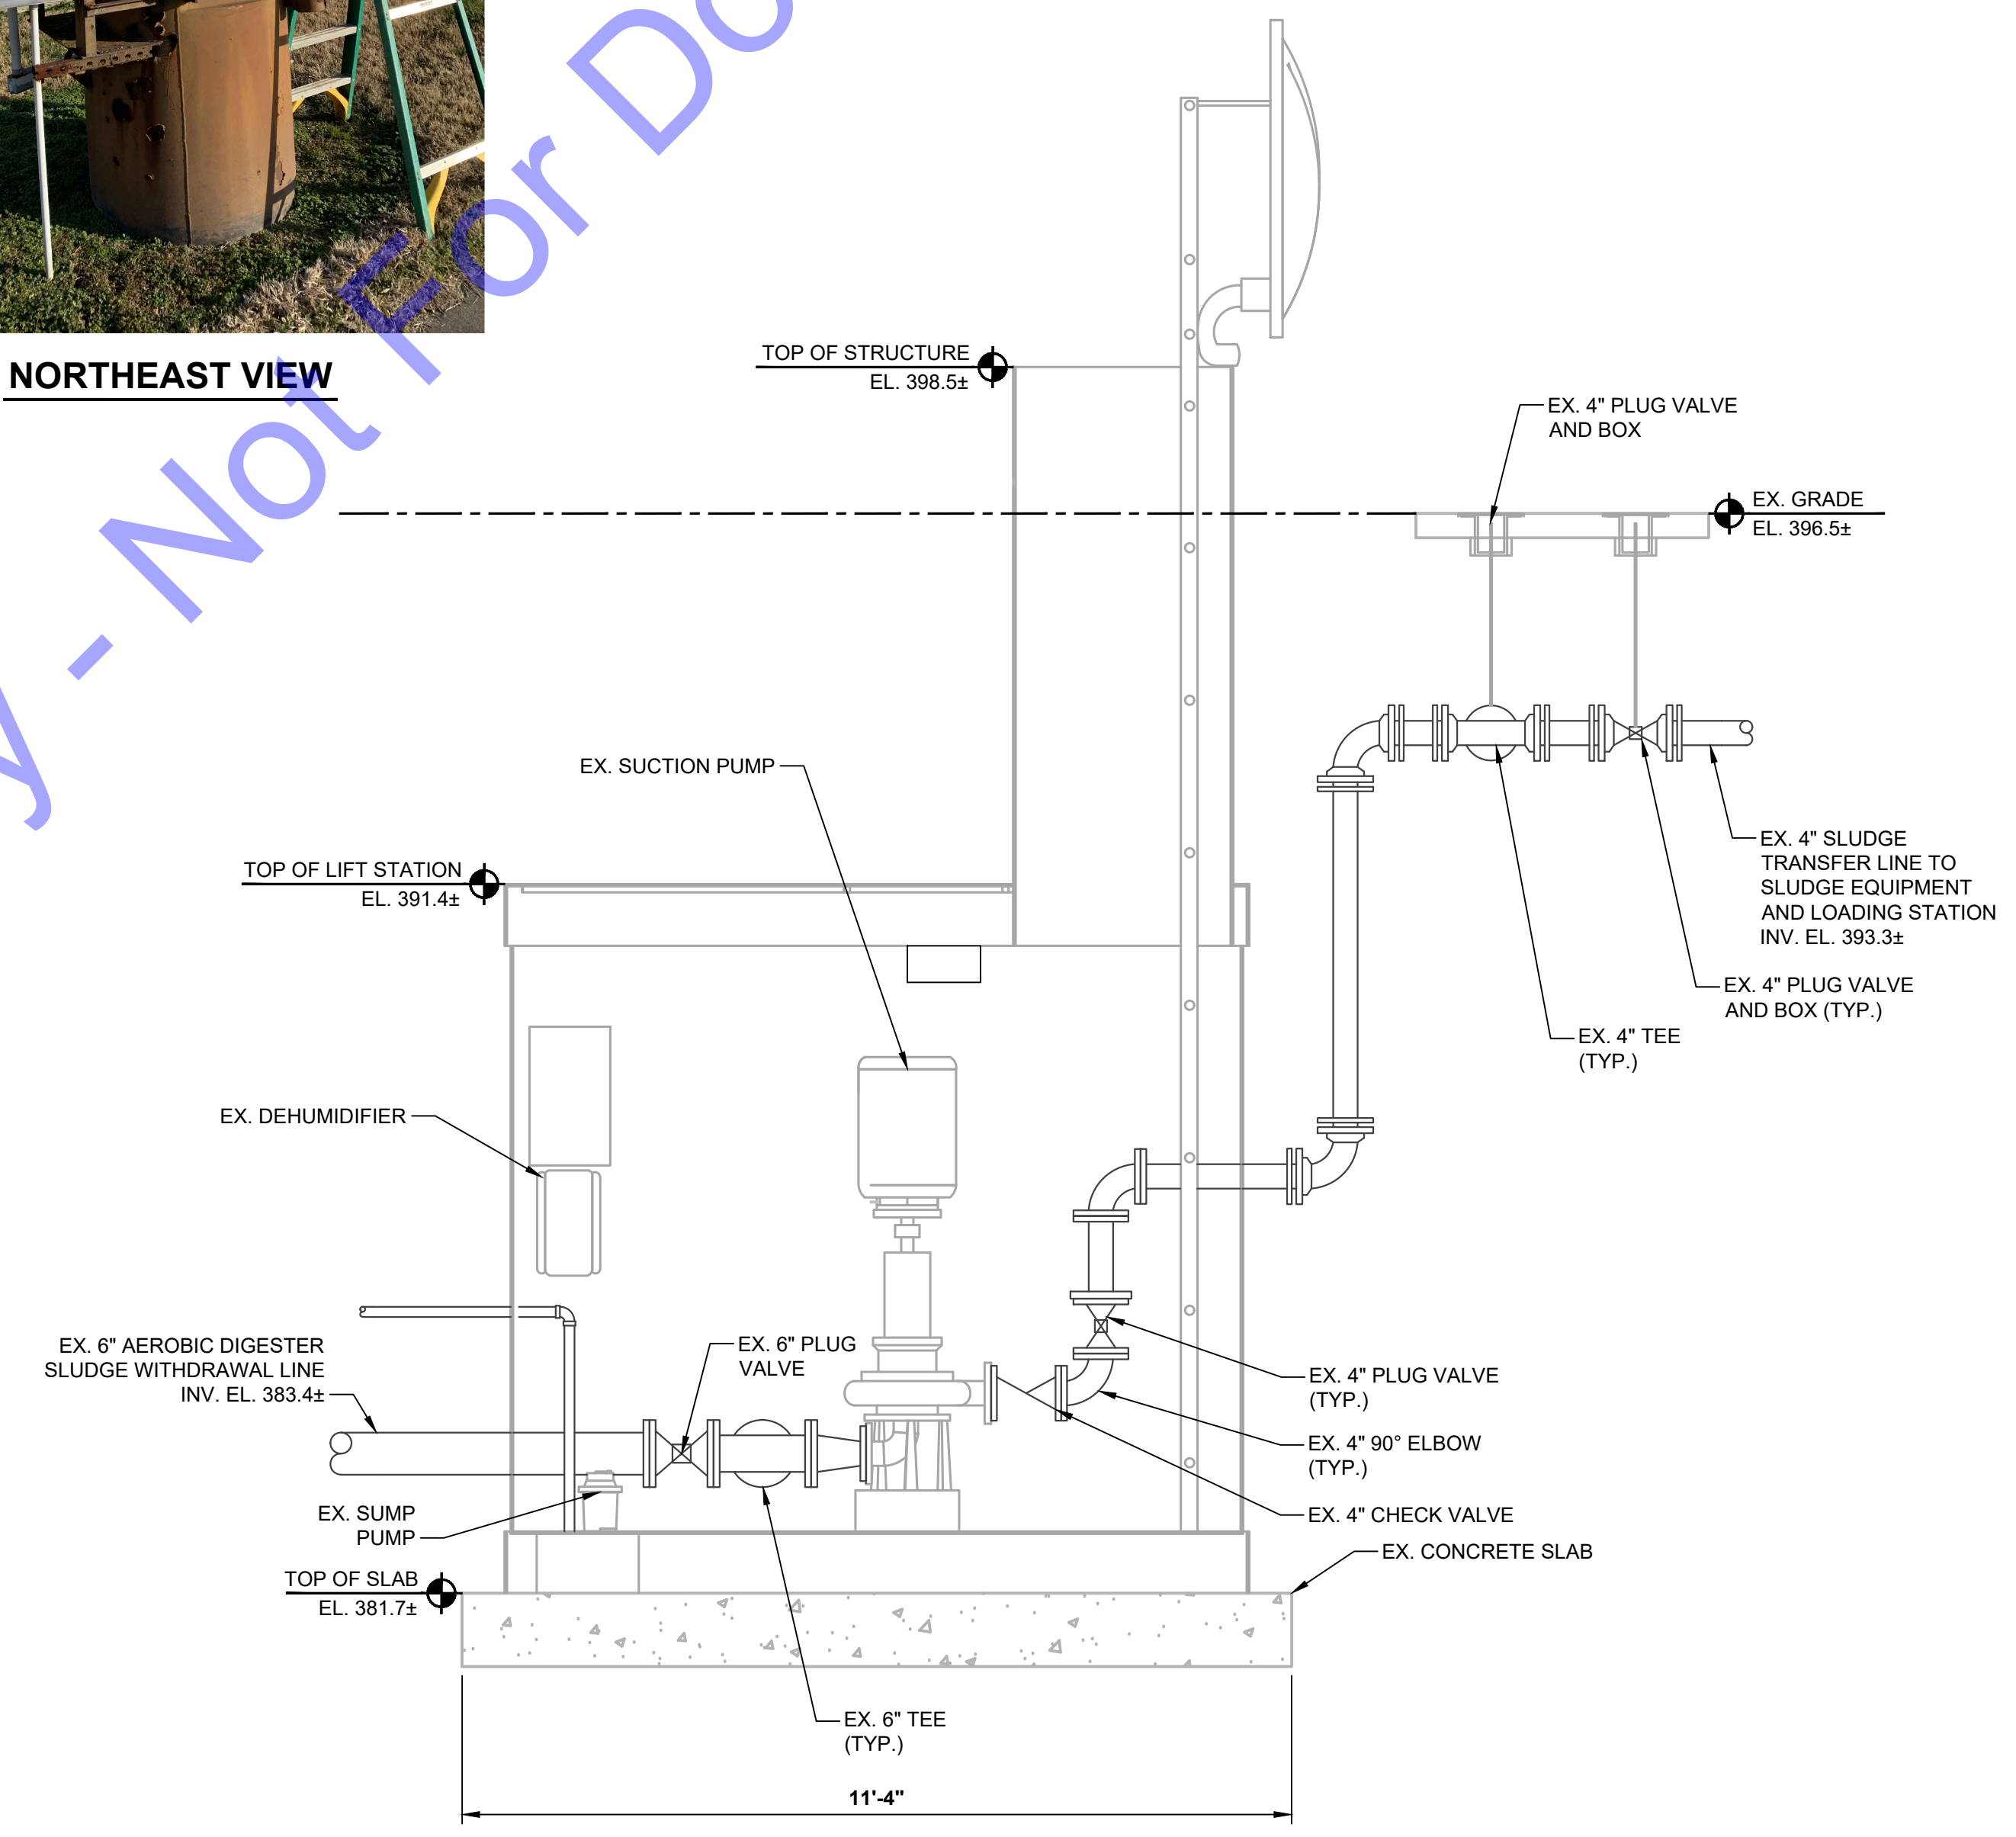 y - Not For Do
NORTHEAST VIEW
TOP OF STRUCTURE
EL. 398.5±
EX. 4" PLUG VALVE
AND BOX
EX. GRADE
EL. 396.5±
EX. SUCTION PUMP
TOP OF LIFT STATION
EL. 391.4±
EX. 4" SLUDGE
TRANSFER LINE TO
SLUDGE EQUIPMENT
AND LOADING STATION
INV. EL. 393.3±
EX. 4" PLUG VALVE
AND BOX (TYP.)
EX. 4" TEE
(TYP.)
EX. DEHUMIDIFIER
EX. 6" AEROBIC DIGESTER
SLUDGE WITHDRAWAL LINE
INV. EL. 383.4±
EX. 6" PLUG
VALVE
EX. 4" PLUG VALVE
(TYP.)
EX. 4" 90° ELBOW
(TYP.)
EX. SUMP
PUMP
EX. 4" CHECK VALVE
EX. CONCRETE SLAB
TOP OF SLAB
EL. 381.7±
EX. 6" TEE
(TYP.)
11'-4"